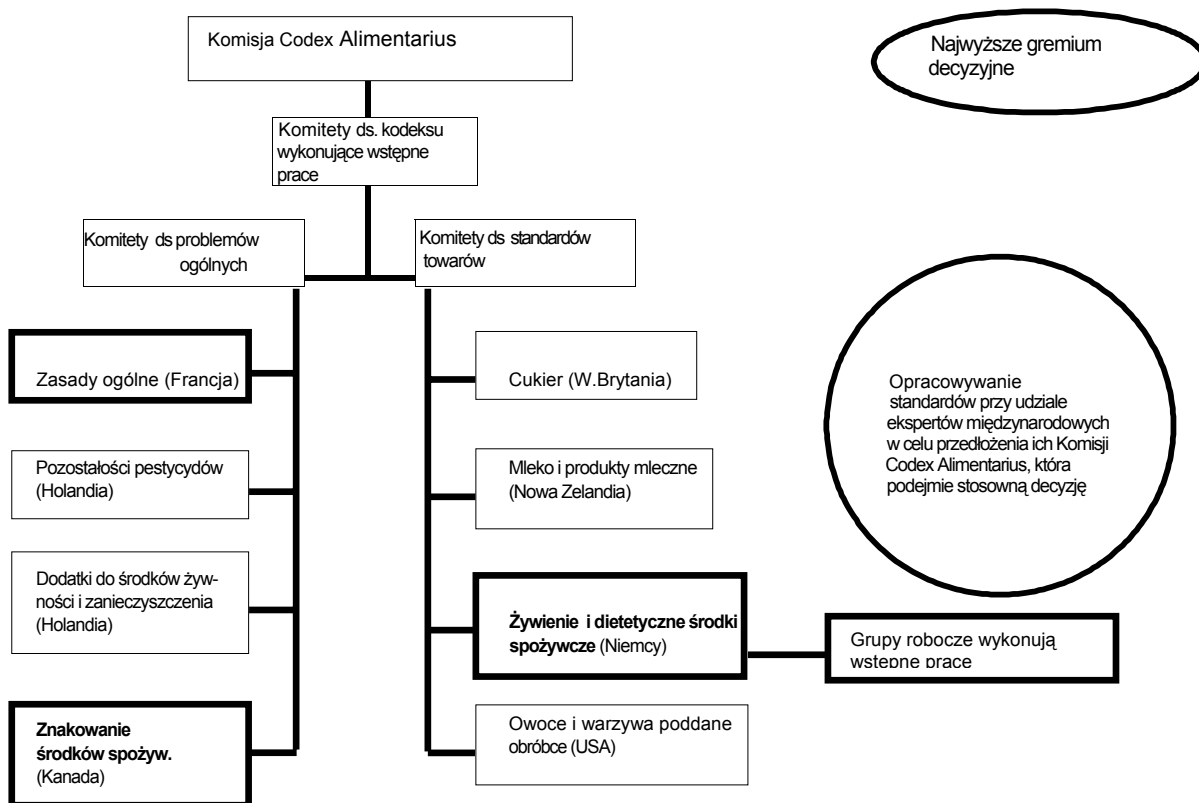 Komisja Codex Alimentarius
Najwyższe gremium
decyzyjne
Komitety ds. kodeksu
wykonujące wstępne
prace
Komitety ds problemów
ogólnych
Komitety ds standardów
towarów
Zasady ogólne (Francja)
Cukier (W.Brytania)
Opracowywanie
standardów przy udziale
ekspertów międzynarodowych
w celu przedłożenia ich Komisji
Codex Alimentarius, która
podejmie stosowną decyzję
Pozostałości pestycydów
(Holandia)
Mleko i produkty mleczne
(Nowa Zelandia)
Dodatki do środków żyw-
ności i zanieczyszczenia
(Holandia)
Żywienie i dietetyczne środki
spożywcze (Niemcy)
Grupy robocze wykonują
wstępne prace
Znakowanie
środków spożyw.
(Kanada)
Owoce i warzywa poddane
obróbce (USA)